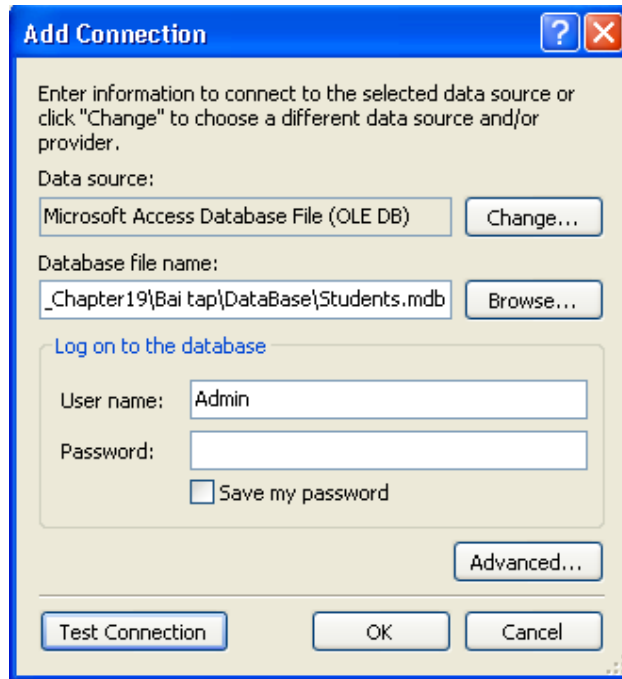 Add Connection
Enter information to connect to the selected data source or
click "Change" to choose a different data source and/or
provider.
Data source:
Microsoft Access Database File (OLE DB)
Change...
Database file name:
_Chapter19\Bai tap\DataBase\Students.mdb
Browse...
Log on to the database
User name:
Admin
Password:
Save my password
Advanced...
Test Connection
OK
Cancel